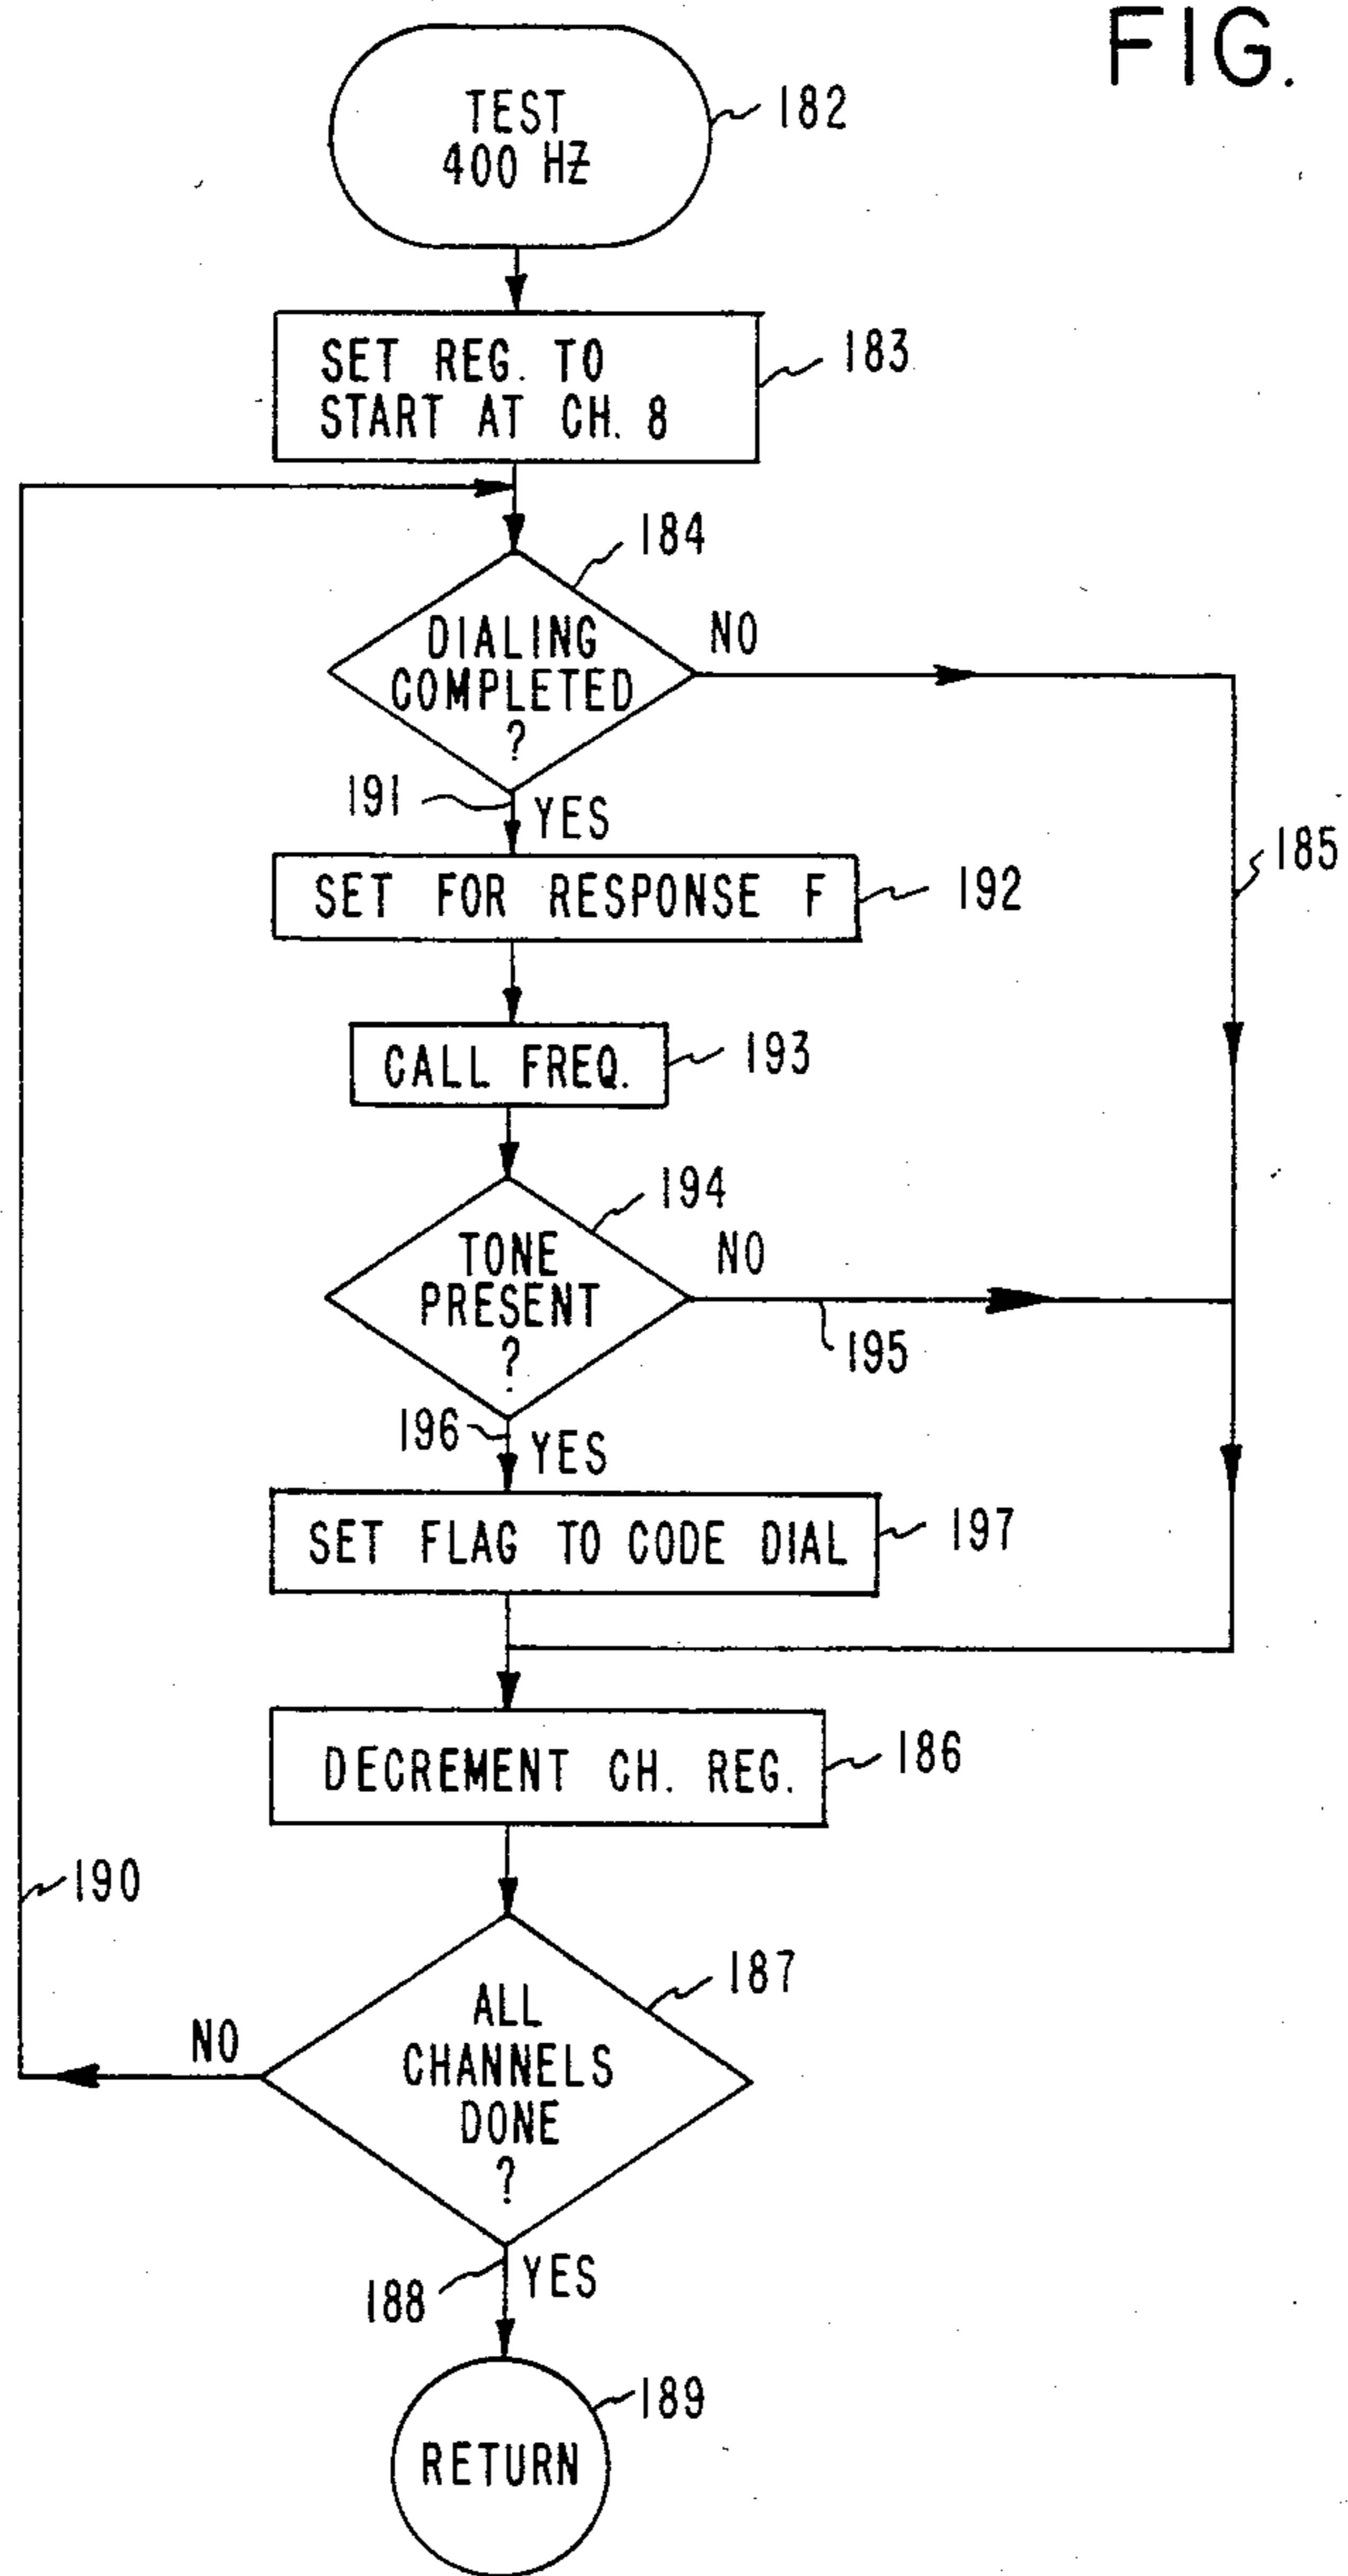 FIG.
TEST
400 HZ
182
SET REG. TO
START AT CH. 8
183
184
DIALING
COMPLETED
?
NO
191
YES
185
SET FOR RESPONSE F
192
CALL FREQ.
193
194
TONE
PRESENT
?
NO
195
196
YES
SET FLAG TO CODE DIAL
197
DECREMENT CH. REG.
186
190
187
ALL
CHANNELS
DONE
?
NO
188
YES
189
RETURN